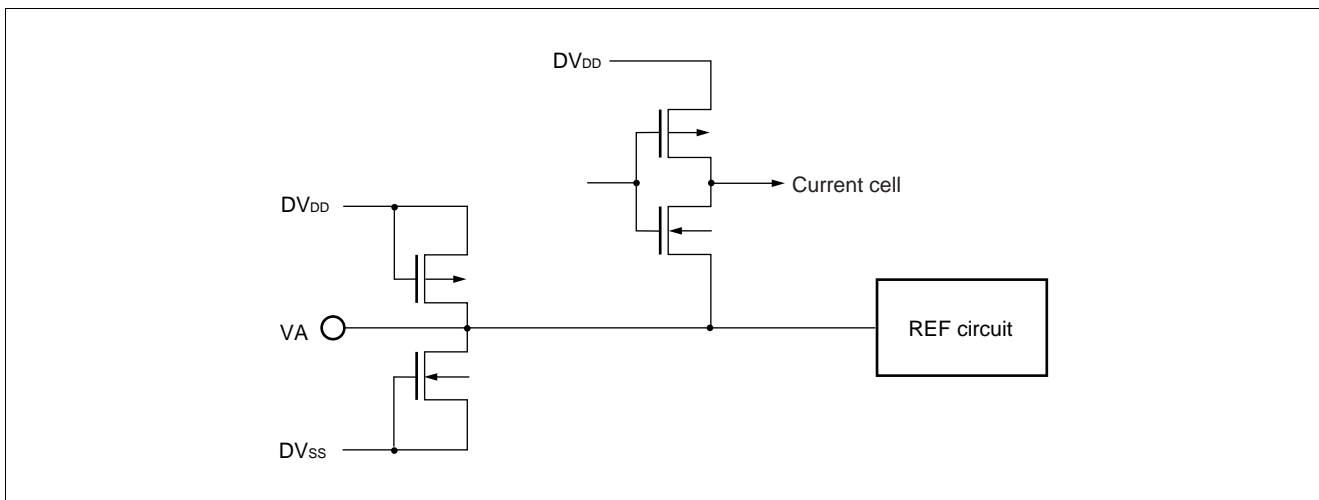 DVDD
Current cell
DVDD
VA
REF circuit
DVSS